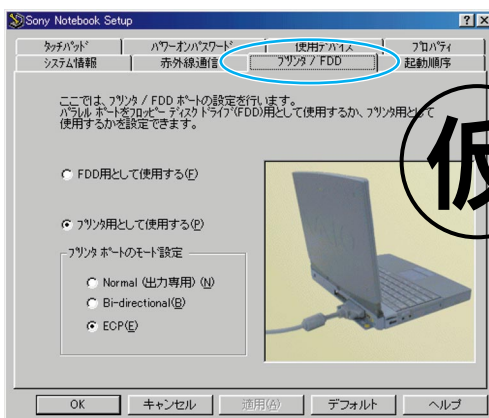 Sony Notebook Setup
タッチパッド パワーオンパスワード 使用デバイス プロパティ
システム情報 赤外線通信 プリンタ / FDD 起動順序
ここでは、プリンタ / FDD ポートの設定を行います。
パラレル ポートをフロッピー ディスク ドライブ(FDD)用として使用するか、プリンタ用として
使用するかを設定できます。
FDD用として使用する(F)
プリンタ用として使用する(P)
プリンタ ポートのモード設定
Normal (出力専用) (N)
Bi-directional(B)
ECP(E)
仮
OK キャンセル 適用(A) デフォルト ヘルプ